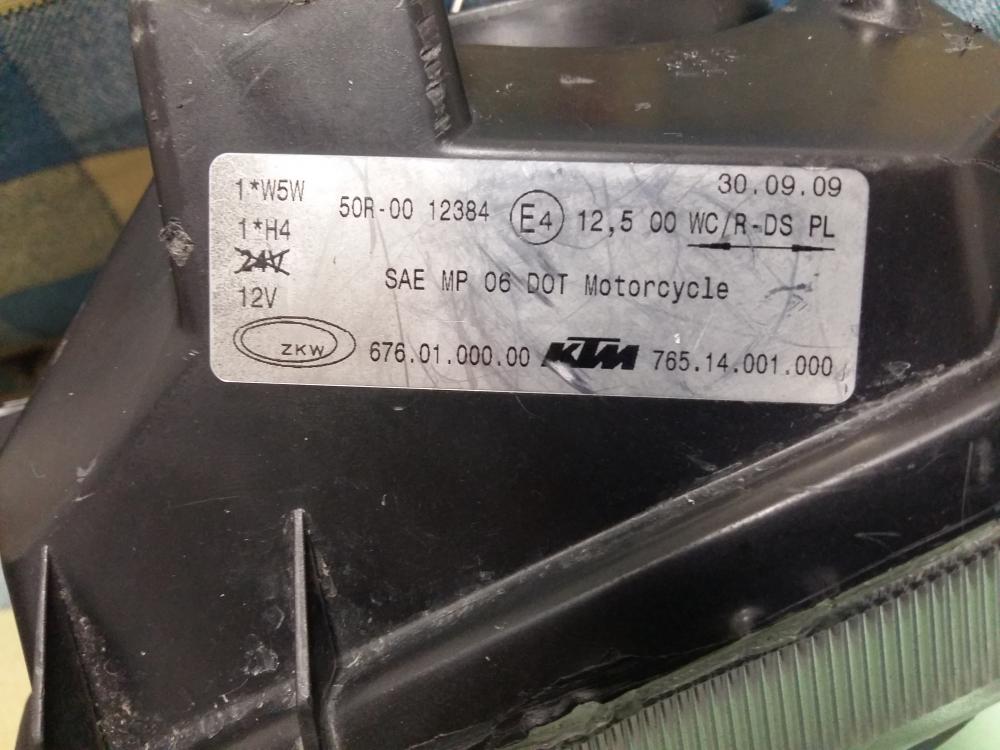 30.09.09
1*W5W
50R-00 12384 E4 12,5 00 WC/R-DS PL
1*H4
24V
SAE MP 06 DOT Motorcycle
12V
ZKW 676.01.000.00 KTM 765.14.001.000